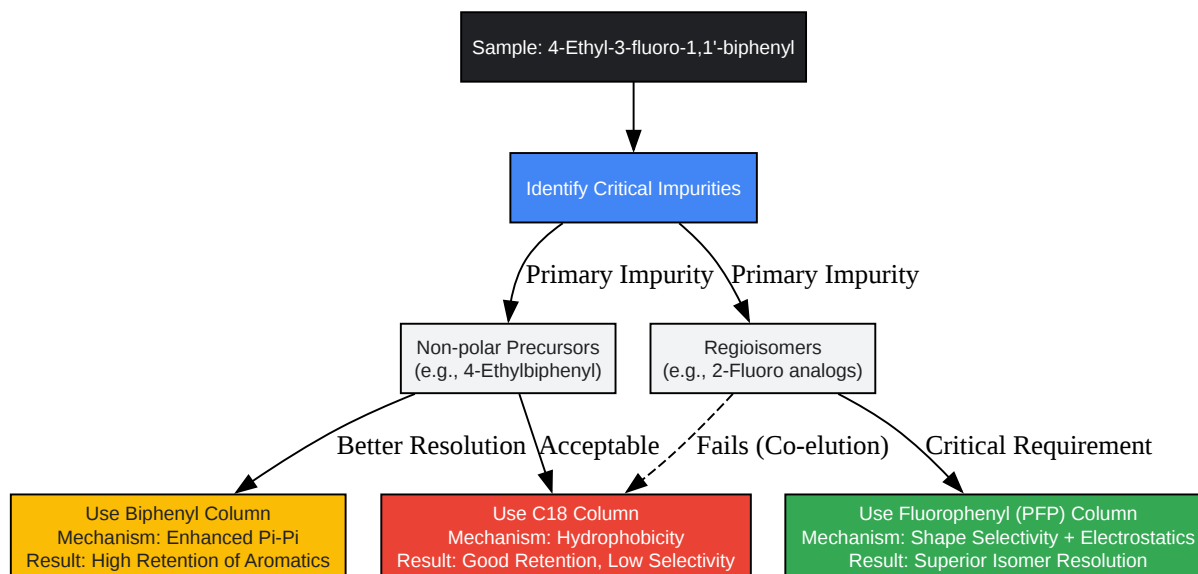 Sample: 4-Ethyl-3-fluoro-1,1'-biphenyl
Identify Critical Impurities
Primary Impurity
Primary Impurity
Non-polar Precursors
(e.g., 4-Ethylbiphenyl)
Regioisomers
(e.g., 2-Fluoro analogs)
Better Resolution
Acceptable
Fails (Co-elution)
Critical Requirement
Use Biphenyl Column
Mechanism: Enhanced Pi-Pi
Result: High Retention of Aromatics
Use C18 Column
Mechanism: Hydrophobicity
Result: Good Retention, Low Selectivity
Use Fluorophenyl (PFP) Column
Mechanism: Shape Selectivity + Electrostatics
Result: Superior Isomer Resolution